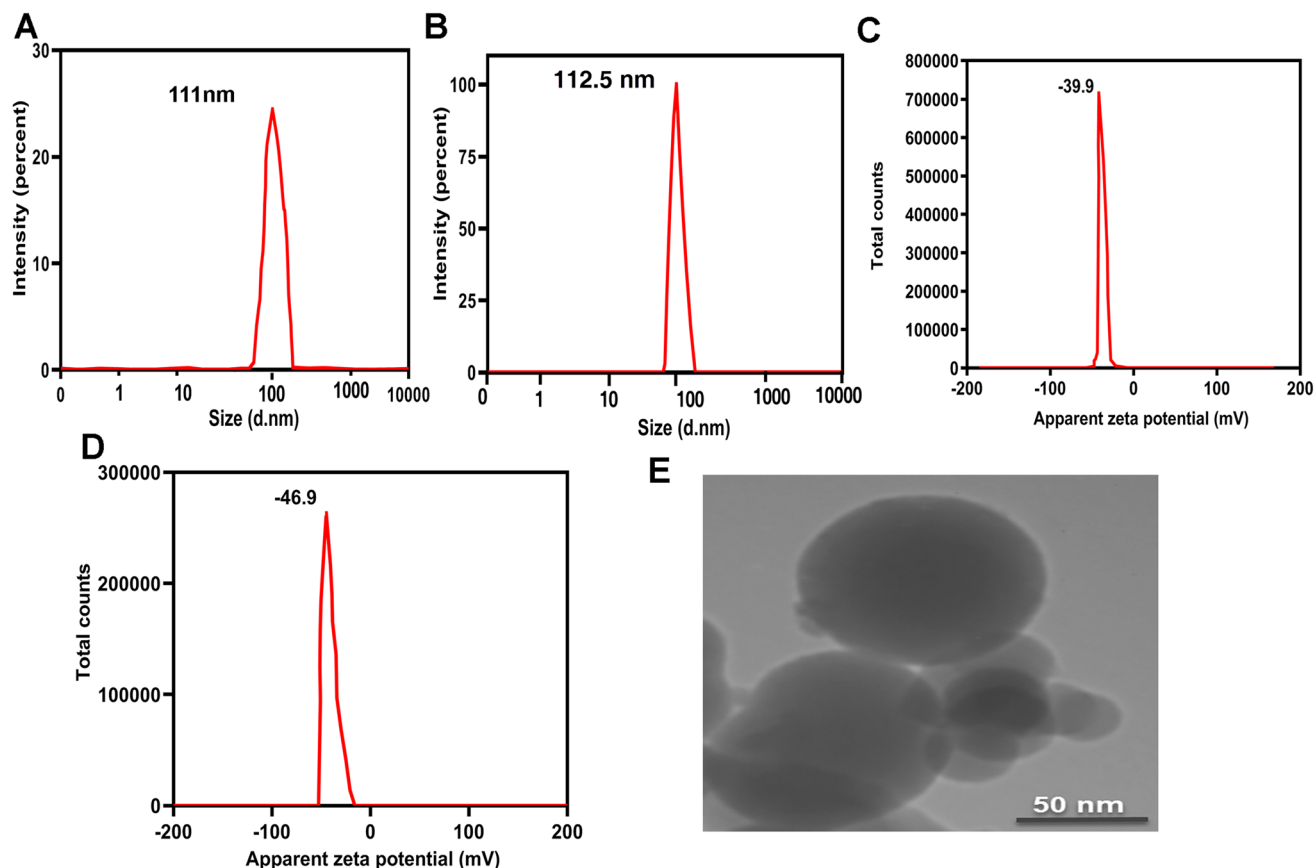 A
30
20
10
0
Intensity (percent)
111nm
0 1 10 100 1000 10000
Size (d.nm)
B
100
75
50
25
0
Intensity (percent)
112.5 nm
0 1 10 100 1000 10000
Size (d.nm)
C
800000
700000
600000
500000
400000
300000
200000
100000
0
Total counts
-39.9
-200 -100 0 100 200
Apparent zeta potential (mV)
D
300000
200000
100000
0
Total counts
-46.9
-200 -100 0 100 200
Apparent zeta potential (mV)
E
50 nm